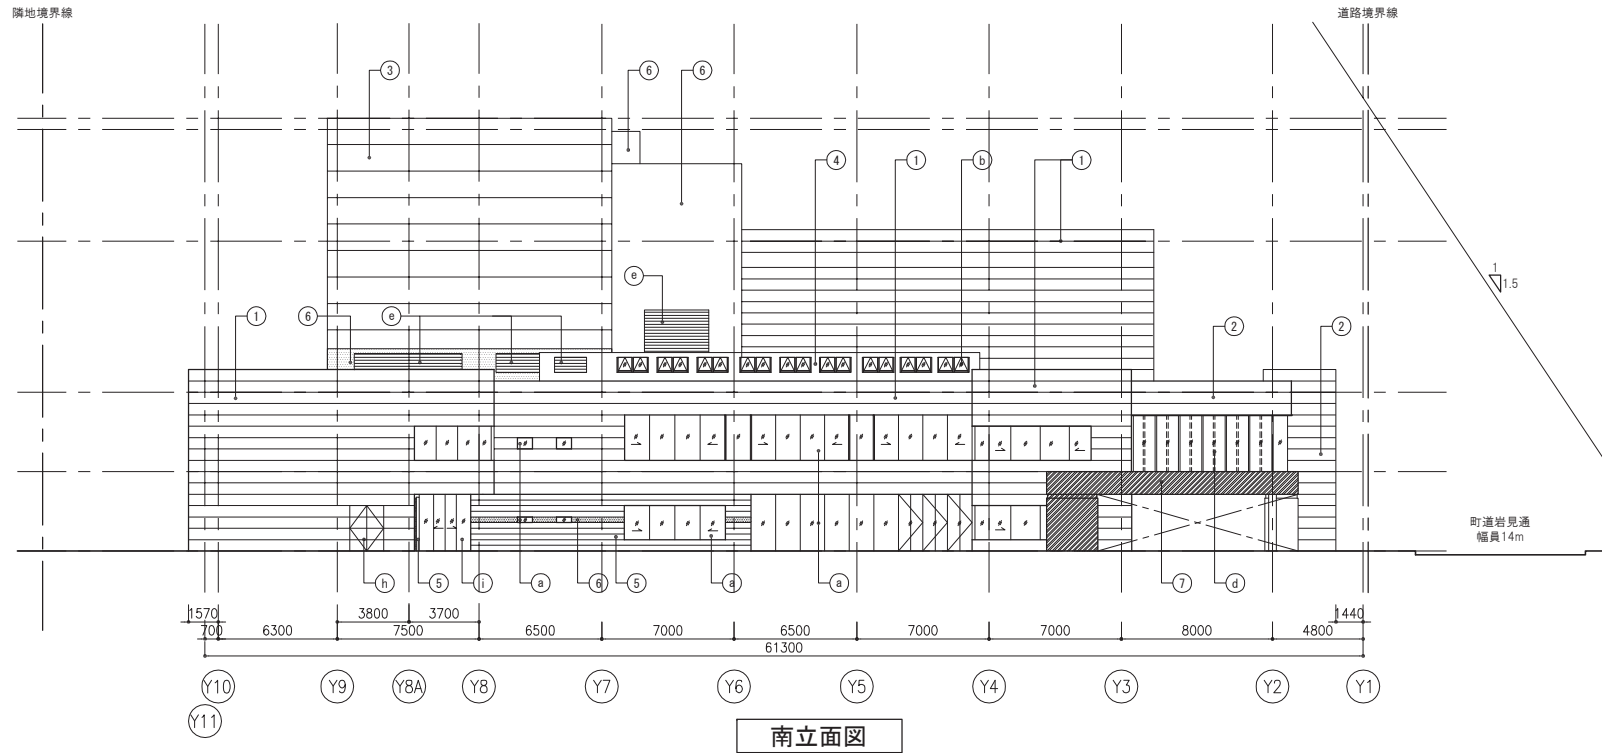 隣地境界線 道路境界線
3 6 6
4 1 b 1
e
1
1.5
1 6 e 2 2
町道岩見通
幅員14m
h 5 i a 6 5 a a 7 d
1570 3800 3700 1440
700 6300 7500 6500 7000 6500 7000 7000 8000 4800
61300
Y10 Y9 Y8A Y8 Y7 Y6 Y5 Y4 Y3 Y2 Y1
Y11
南立面図